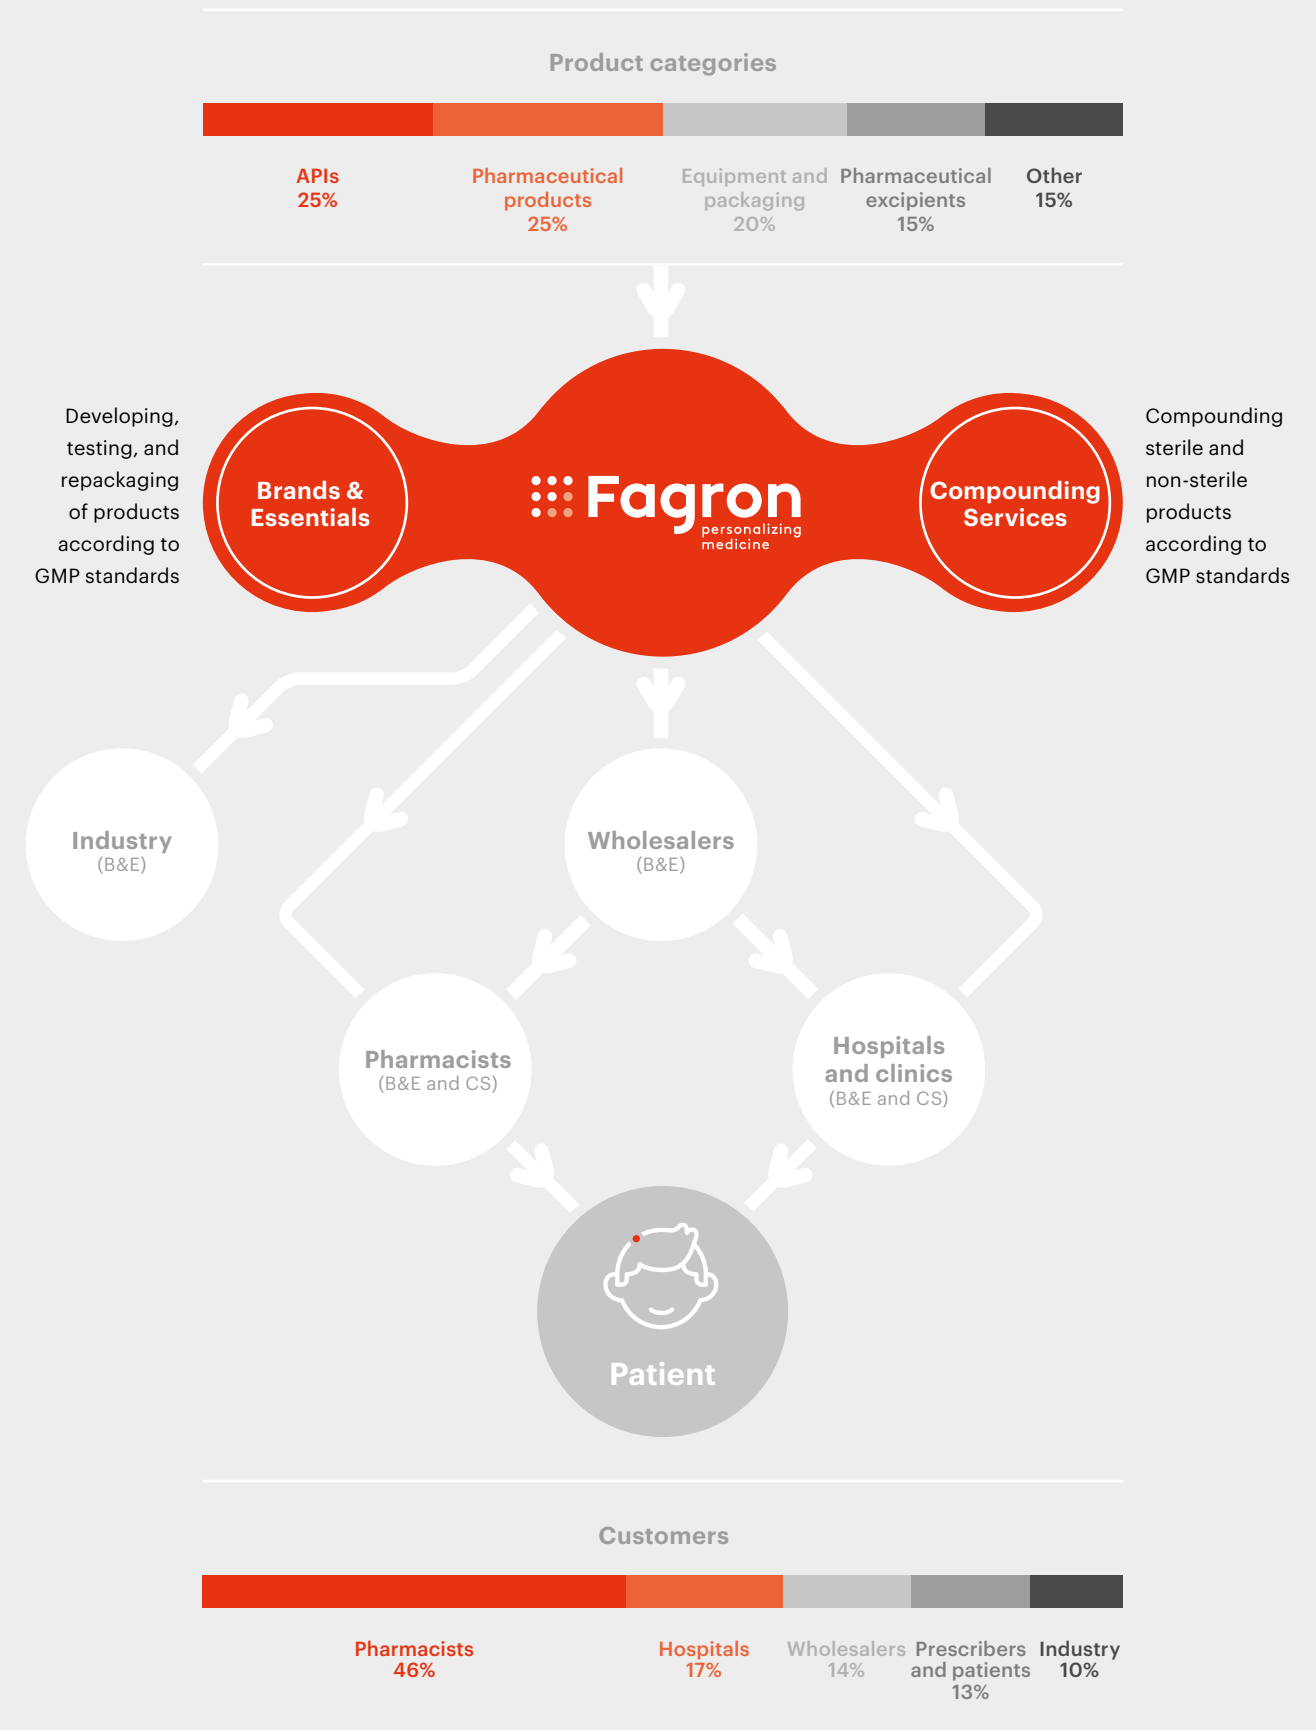 Product categories
APIs
25%
Pharmaceutical
products
25%
Equipment and
packaging
20%
Pharmaceutical
excipients
15%
Other
15%
Developing,
testing, and
repackaging
of products
according to
GMP standards
Brands &
Essentials
Fagron
personalizing
medicine
Compounding
Services
Compounding
sterile and
non-sterile
products
according to
GMP standards
Industry
(B&E)
Wholesalers
(B&E)
Pharmacists
(B&E and CS)
Hospitals
and clinics
(B&E and CS)
Patient
Customers
Pharmacists
46%
Hospitals
17%
Wholesalers
14%
Prescribers
and patients
13%
Industry
10%